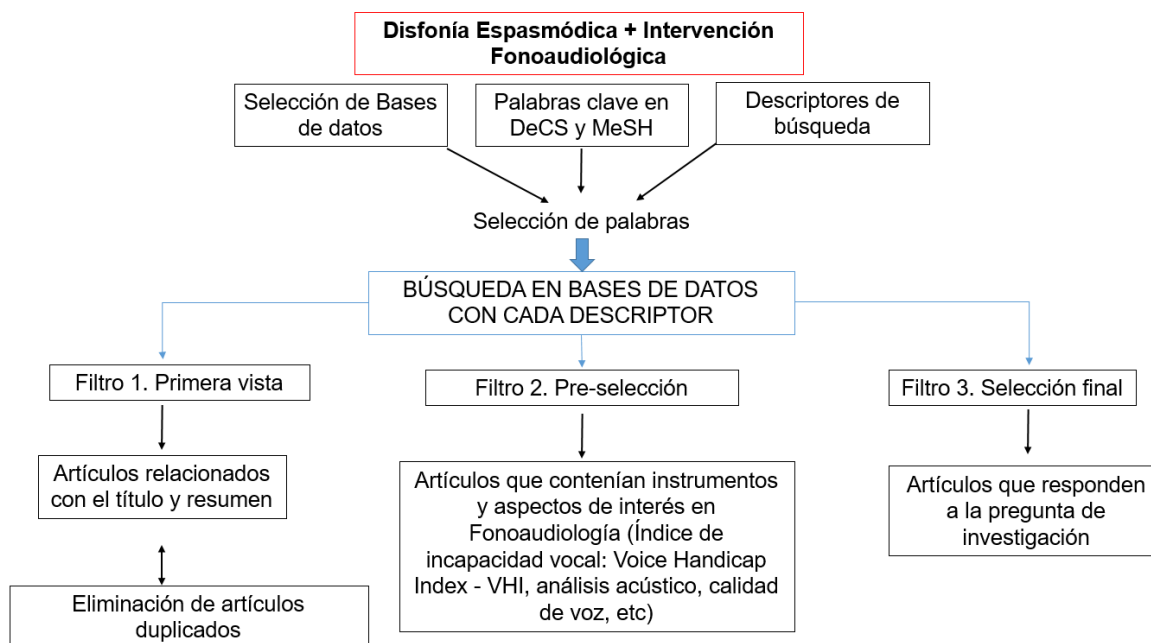 Disfonía Espasmódica + Intervención
Fonoaudiológica
Selección de Bases
de datos
Palabras clave en
DeCS y MeSH
Descriptores de
búsqueda
Selección de palabras
BÚSQUEDA EN BASES DE DATOS
CON CADA DESCRIPTOR
Filtro 1. Primera vista
Filtro 2. Pre-selección
Filtro 3. Selección final
Artículos relacionados
con el título y resumen
Artículos que contenían instrumentos
y aspectos de interés en
Fonoaudiología (Índice de
incapacidad vocal: Voice Handicap
Index - VHI, análisis acústico, calidad
de voz, etc)
Artículos que responden
a la pregunta de
investigación
Eliminación de artículos
duplicados